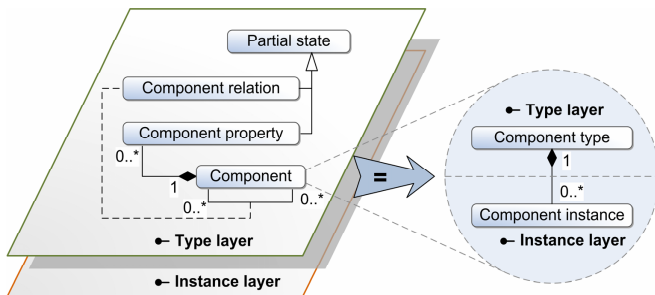 Partial state
Component relation
Component property
0..*
1
Component
0..*
0..*
Type layer
Instance layer
=
Type layer
Component type
1
0..*
Component instance
Instance layer